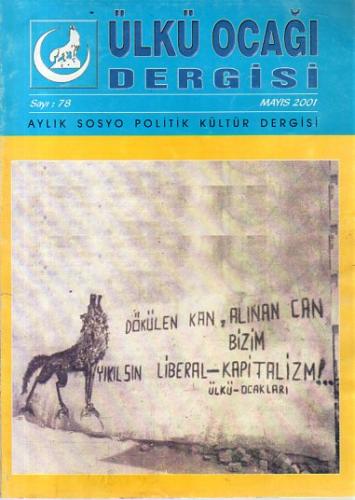 ÜLKÜ OCAĞI
DERGİSİ
Sayı : 78
MAYIS 2001
AYLIK SOSYO POLİTİK KÜLTÜR DERGİSİ
DÖKÜLEN KAN, ALINAN CAN
BİZİM
YIKILSIN LİBERAL-KAPİTALİZM!..
ÜLKÜ-OCAKLARI